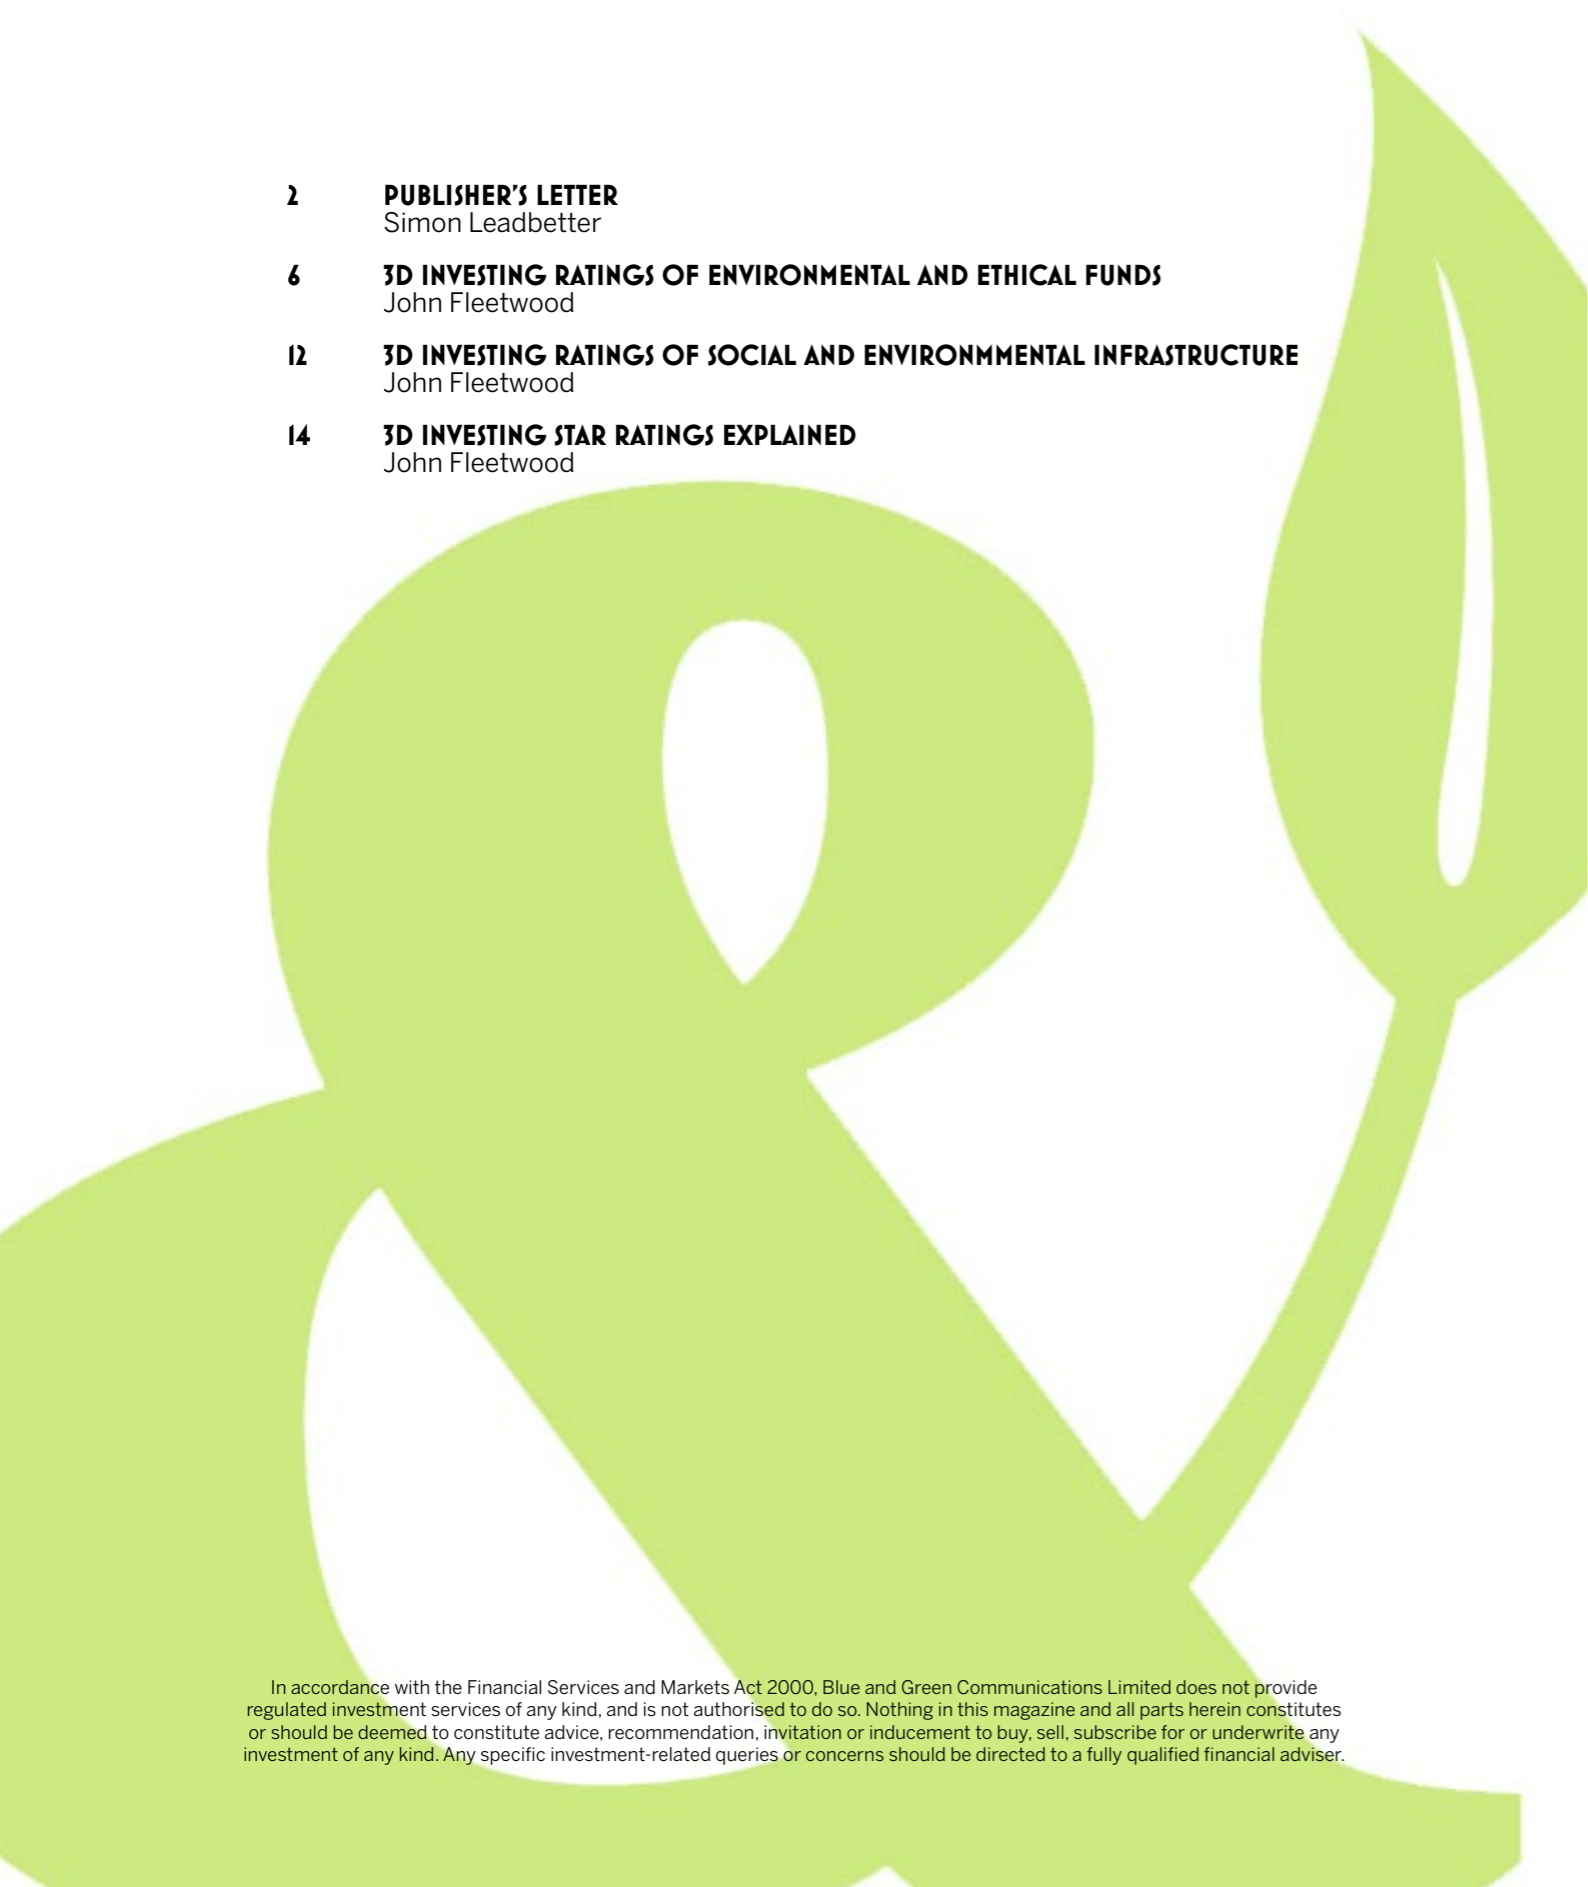 2 PUBLISHER'S LETTER
Simon Leadbetter
6 3D INVESTING RATINGS OF ENVIRONMENTAL AND ETHICAL FUNDS
John Fleetwood
12 3D INVESTING RATINGS OF SOCIAL AND ENVIRONMMENTAL INFRASTRUCTURE
John Fleetwood
14 3D INVESTING STAR RATINGS EXPLAINED
John Fleetwood
&
In accordance with the Financial Services and Markets Act 2000, Blue and Green Communications Limited does not provide
regulated investment services of any kind, and is not authorised to do so. Nothing in this magazine and all parts herein constitutes
or should be deemed to constitute advice, recommendation, invitation or inducement to buy, sell, subscribe for or underwrite any
investment of any kind. Any specific investment-related queries or concerns should be directed to a fully qualified financial adviser.